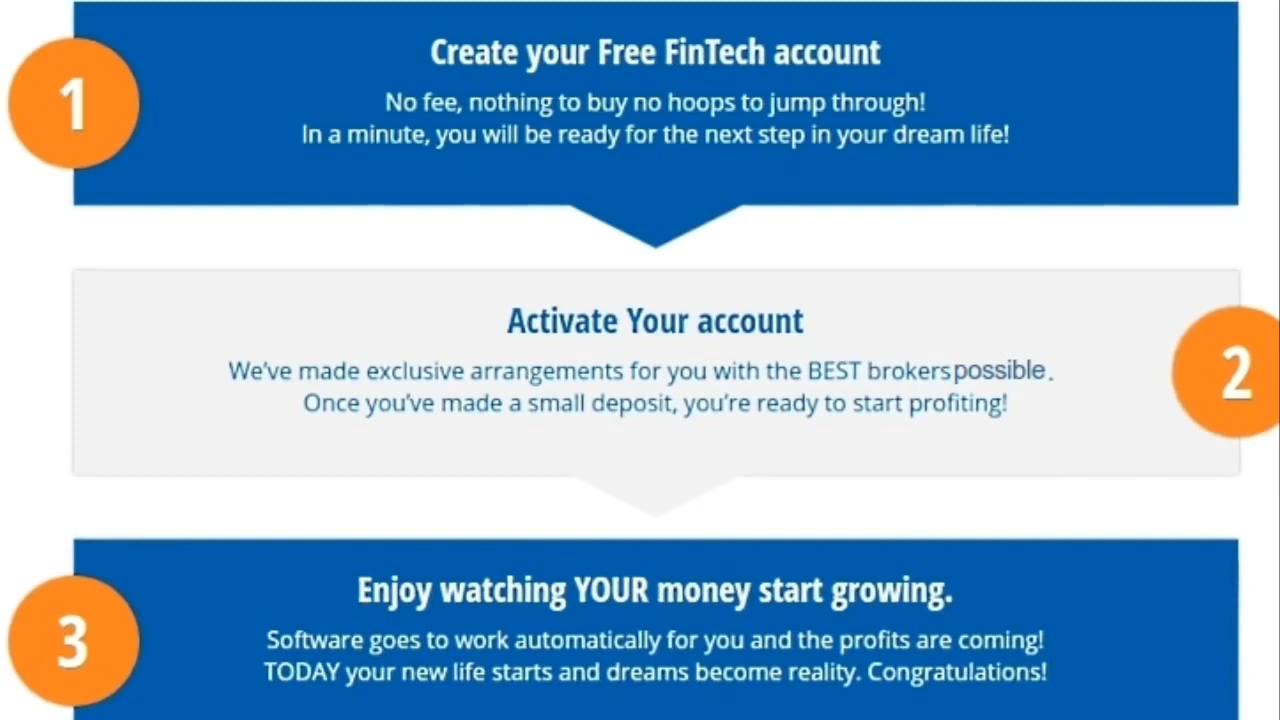 1
Create your Free FinTech account
No fee, nothing to buy no hoops to jump through!
In a minute, you will be ready for the next step in your dream life!
Activate Your account
We've made exclusive arrangements for you with the BEST brokers possible.
Once you've made a small deposit, you're ready to start profiting!
2
3
Enjoy watching YOUR money start growing.
Software goes to work automatically for you and the profits are coming!
TODAY your new life starts and dreams become reality. Congratulations!